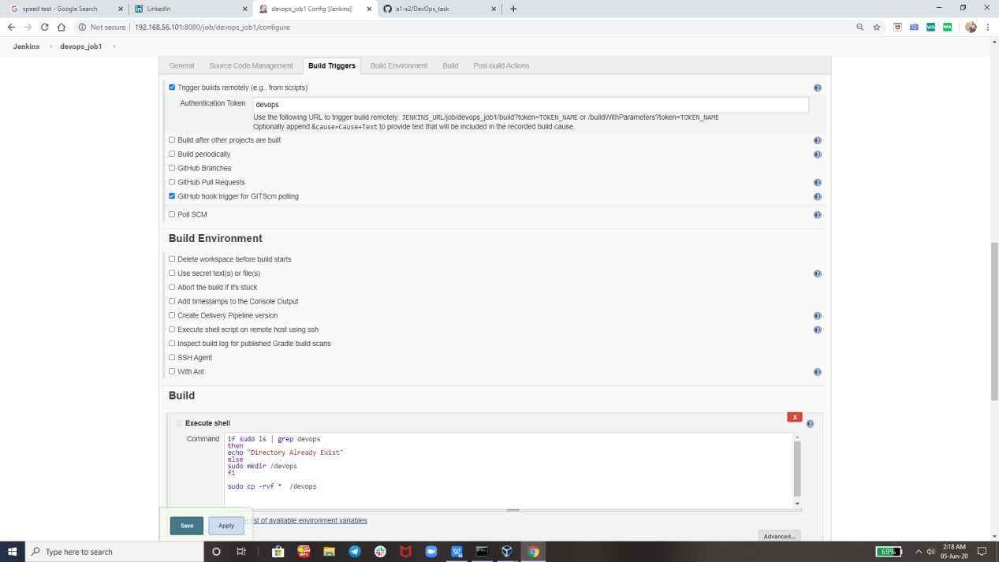 speed test - Google Search
LinkedIn
devops_job1 Config [Jenkins]
a1-s2/DevOps_task
Not secure
192.168.56.101:8080/job/devops_job1/configure
Jenkins
devops_job1
General
Source Code Management
Build Triggers
Build Environment
Build
Post-build Actions
Trigger builds remotely (e.g., from scripts)
Authentication Token
devops
Use the following URL to trigger build remotely: JENKINS_URL/job/devops_job1/build?token=TOKEN_NAME or /buildWithParameters?token=TOKEN_NAME
Optionally append &cause=Cause+Text to provide text that will be included in the recorded build cause.
Build after other projects are built
Build periodically
GitHub Branches
GitHub Pull Requests
GitHub hook trigger for GITScm polling
Poll SCM
Build Environment
Delete workspace before build starts
Use secret text(s) or file(s)
Abort the build if it's stuck
Add timestamps to the Console Output
Create Delivery Pipeline version
Execute shell script on remote host using ssh
Inspect build log for published Gradle build scans
SSH Agent
With Ant
Build
Execute shell
X
Command
if sudo ls | grep devops
then
echo "Directory Already Exist"
else
sudo mkdir /devops
fi
sudo cp -rvf * /devops
Save
Apply
of available environment variables
Advanced...
Type here to search
69%
2:18 AM
05-Jun-20